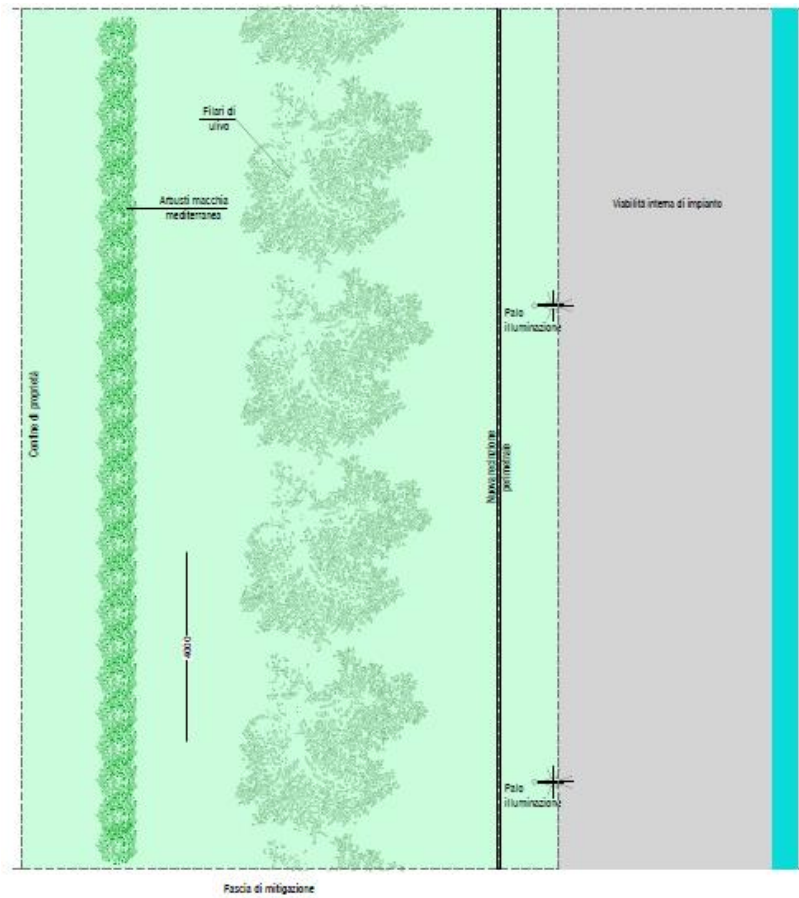 Filari di
ulivo
Arbusti macchia
mediterranea
Viabilità interna di impianto
Palo
illuminazione
Confine di proprietà
Nuova recinzione
perimetrale
4000
Palo
illuminazione
Fascia di mitigazione